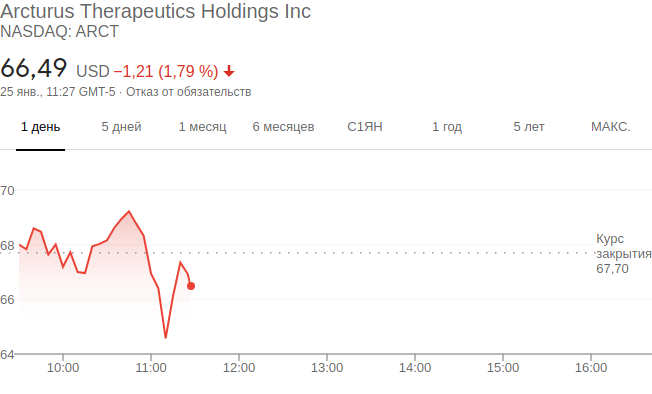 Arcturus Therapeutics Holdings Inc
NASDAQ: ARCT
66,49 USD −1,21 (1,79 %)
25 янв., 11:27 GMT-5 · Отказ от обязательств
1 день 5 дней 1 месяц 6 месяцев С1ЯН 1 год 5 лет МАКС.
70
68
66
64
Курс
закрытия
67,70
10:00 11:00 12:00 13:00 14:00 15:00 16:00